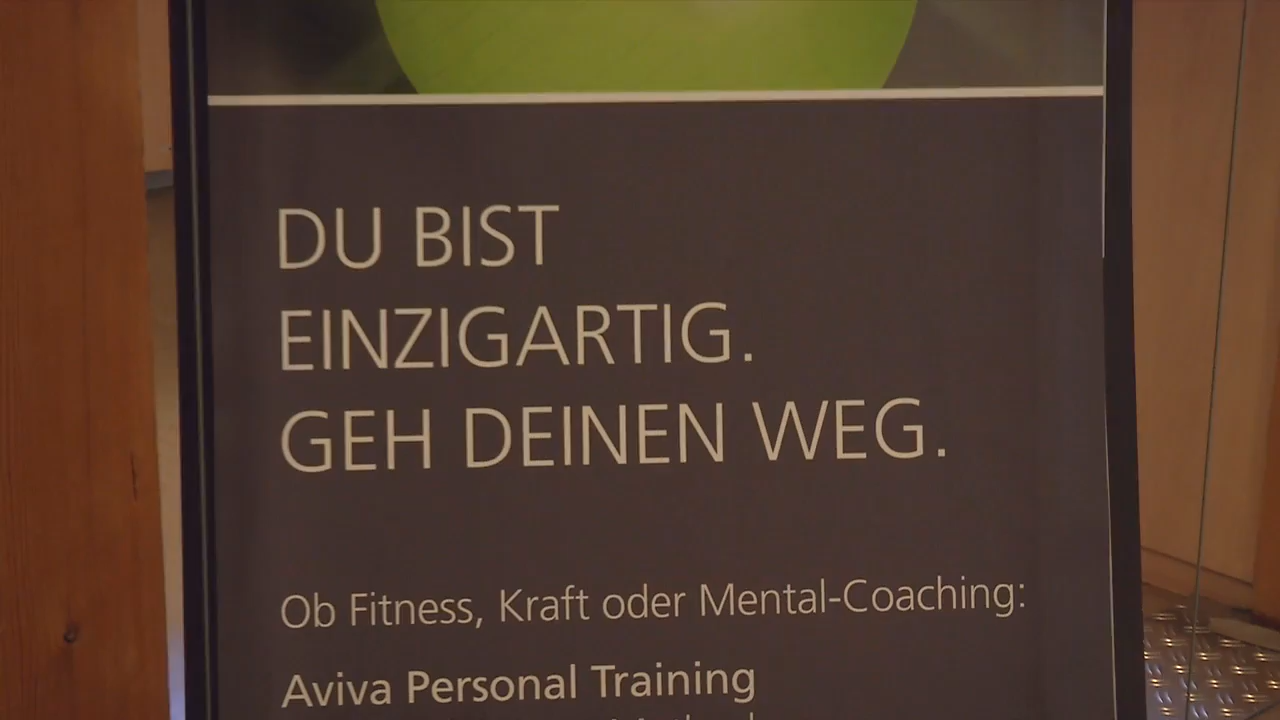 DU BIST
EINZIGARTIG.
GEH DEINEN WEG.
Ob Fitness, Kraft oder Mental-Coaching:
Aviva Personal Training